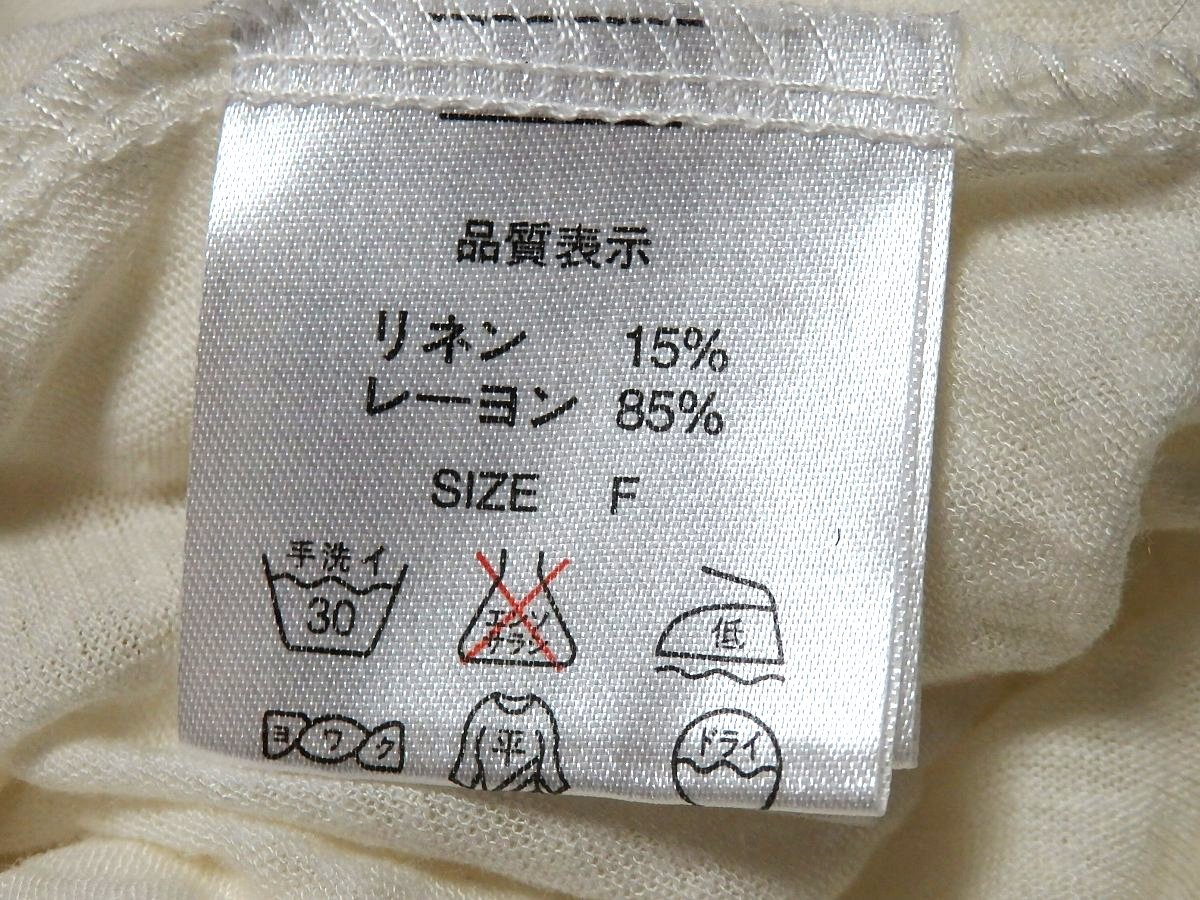 品質表示
リネン 15%
レーヨン 85%
SIZE F
手洗イ
30
エンソ
サラシ
低
ヨワク
平
ドライ